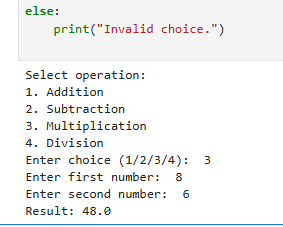 else:
    print("Invalid choice.")
Select operation:
1. Addition
2. Subtraction
3. Multiplication
4. Division
Enter choice (1/2/3/4):  3
Enter first number:  8
Enter second number:  6
Result: 48.0